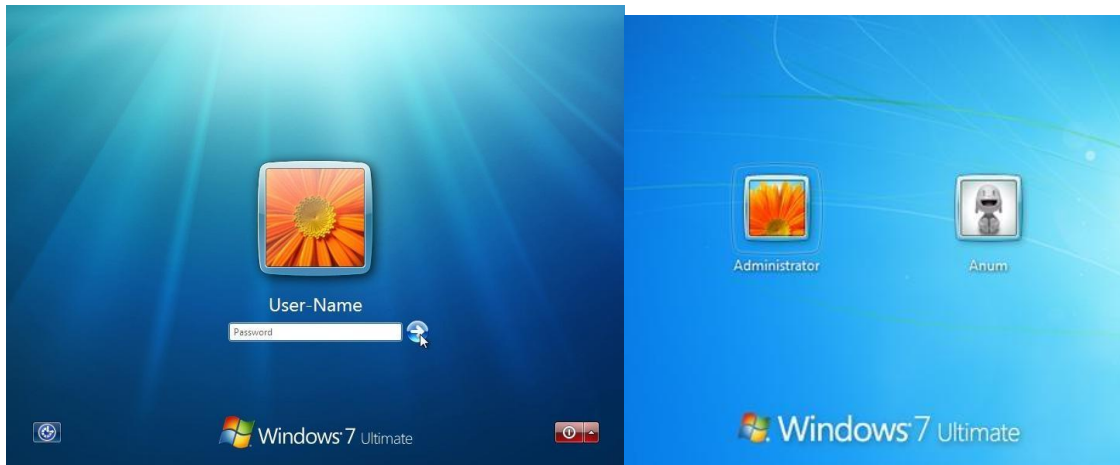 User-Name
Password
Windows 7 Ultimate
Administrator
Anum
Windows 7 Ultimate